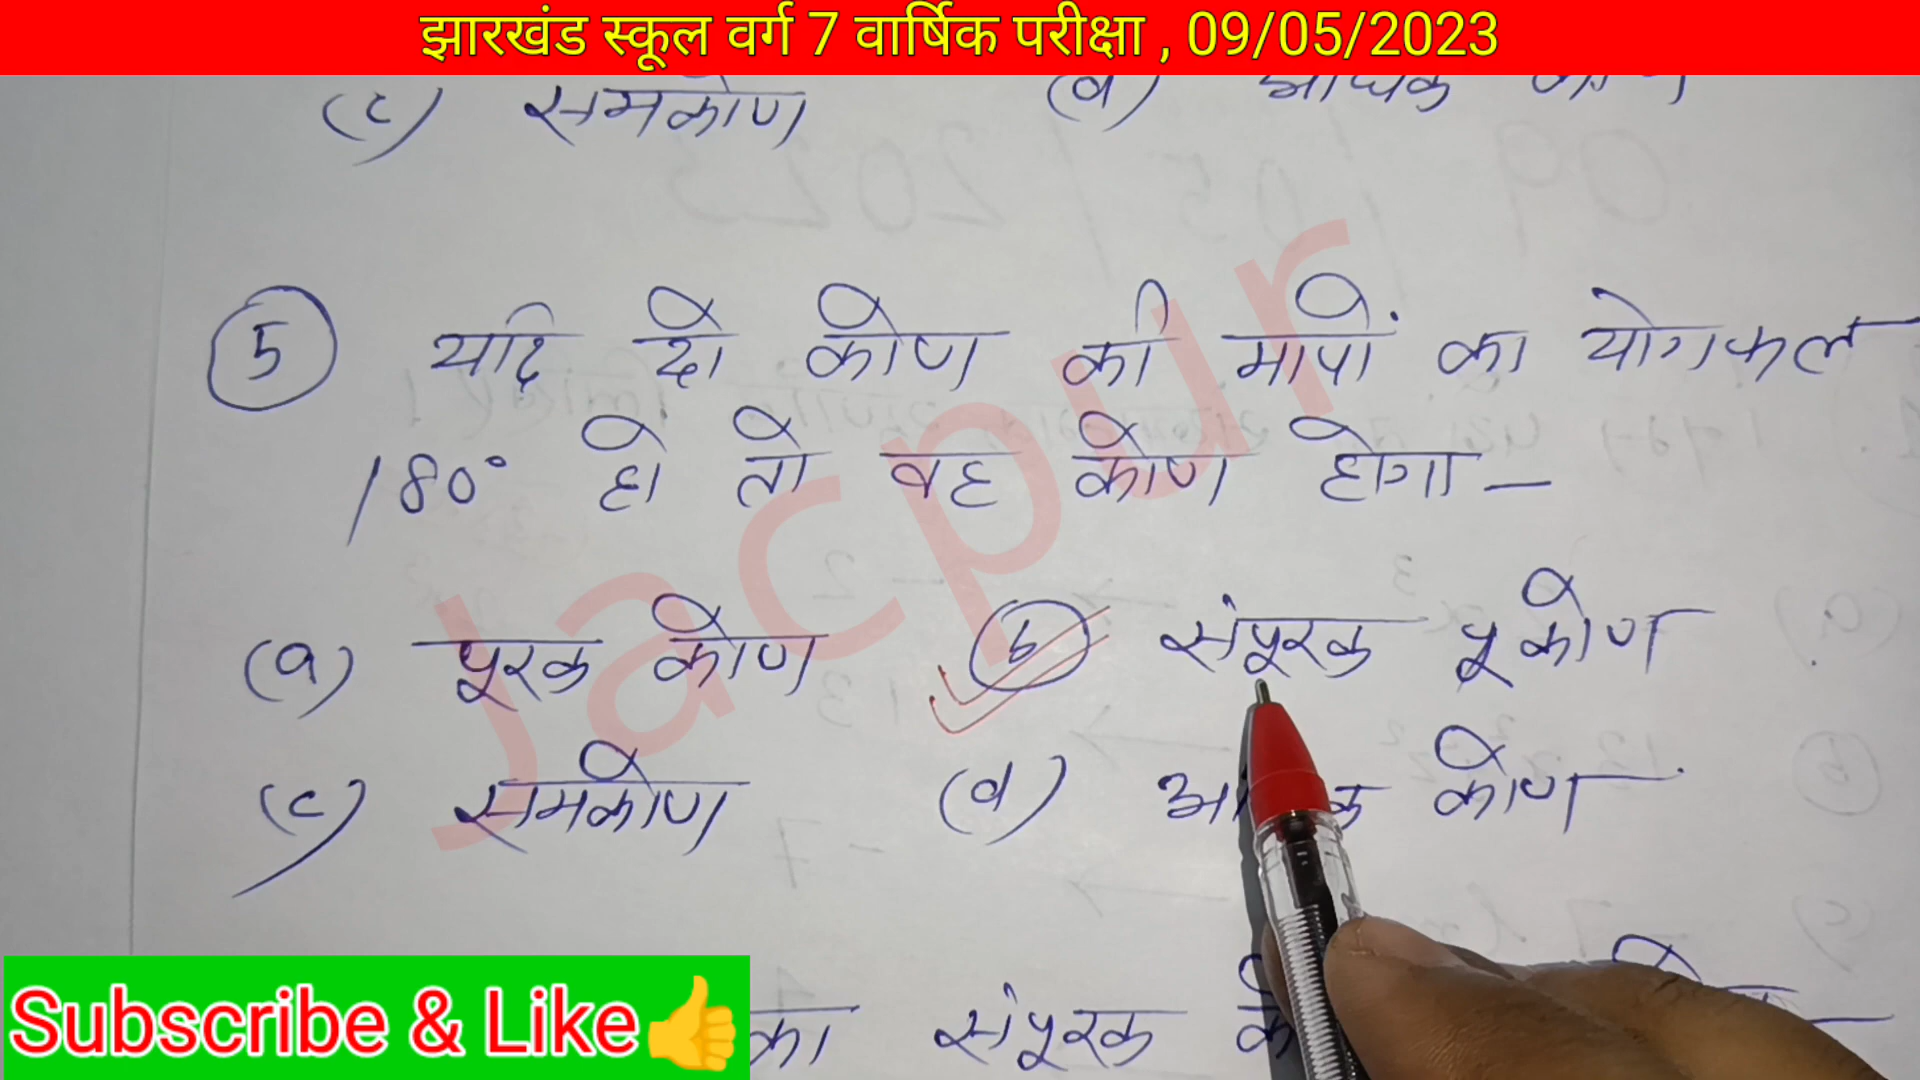 झारखंड स्कूल वर्ग 7 वार्षिक परीक्षा , 09/05/2023
(c) समकोण (d)
5 यदि दो कोण की मापों का योगफल
180° हो तो वह कोण होगा –
(a) पूरक कोण (b) संपूरक पू कोण
(c) समकोण (d) कोण
Jacpur
Subscribe & Like👍 का संपूरक